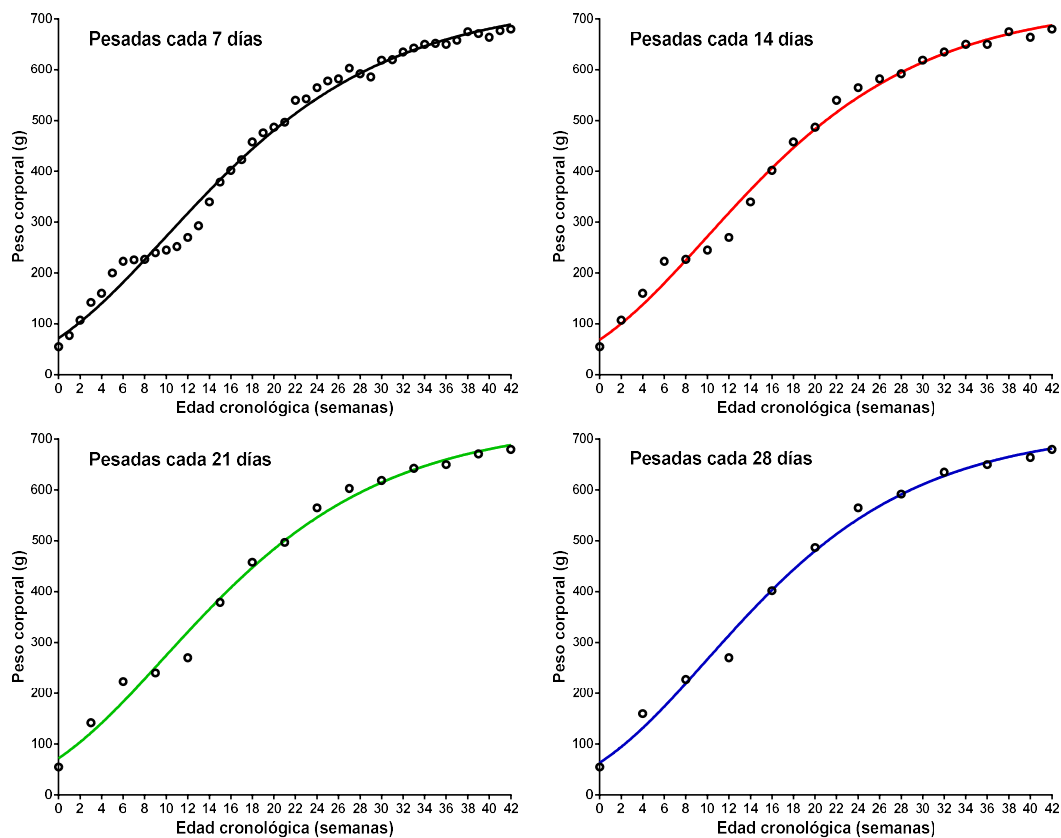 Pesadas cada 7 días
Peso corporal (g)
700
600
500
400
300
200
100
0
0 2 4 6 8 10 12 14 16 18 20 22 24 26 28 30 32 34 36 38 40 42
Edad cronológica (semanas)
Pesadas cada 14 días
Peso corporal (g)
700
600
500
400
300
200
100
0
0 2 4 6 8 10 12 14 16 18 20 22 24 26 28 30 32 34 36 38 40 42
Edad cronológica (semanas)
Pesadas cada 21 días
Peso corporal (g)
700
600
500
400
300
200
100
0
0 2 4 6 8 10 12 14 16 18 20 22 24 26 28 30 32 34 36 38 40 42
Edad cronológica (semanas)
Pesadas cada 28 días
Peso corporal (g)
700
600
500
400
300
200
100
0
0 2 4 6 8 10 12 14 16 18 20 22 24 26 28 30 32 34 36 38 40 42
Edad cronológica (semanas)